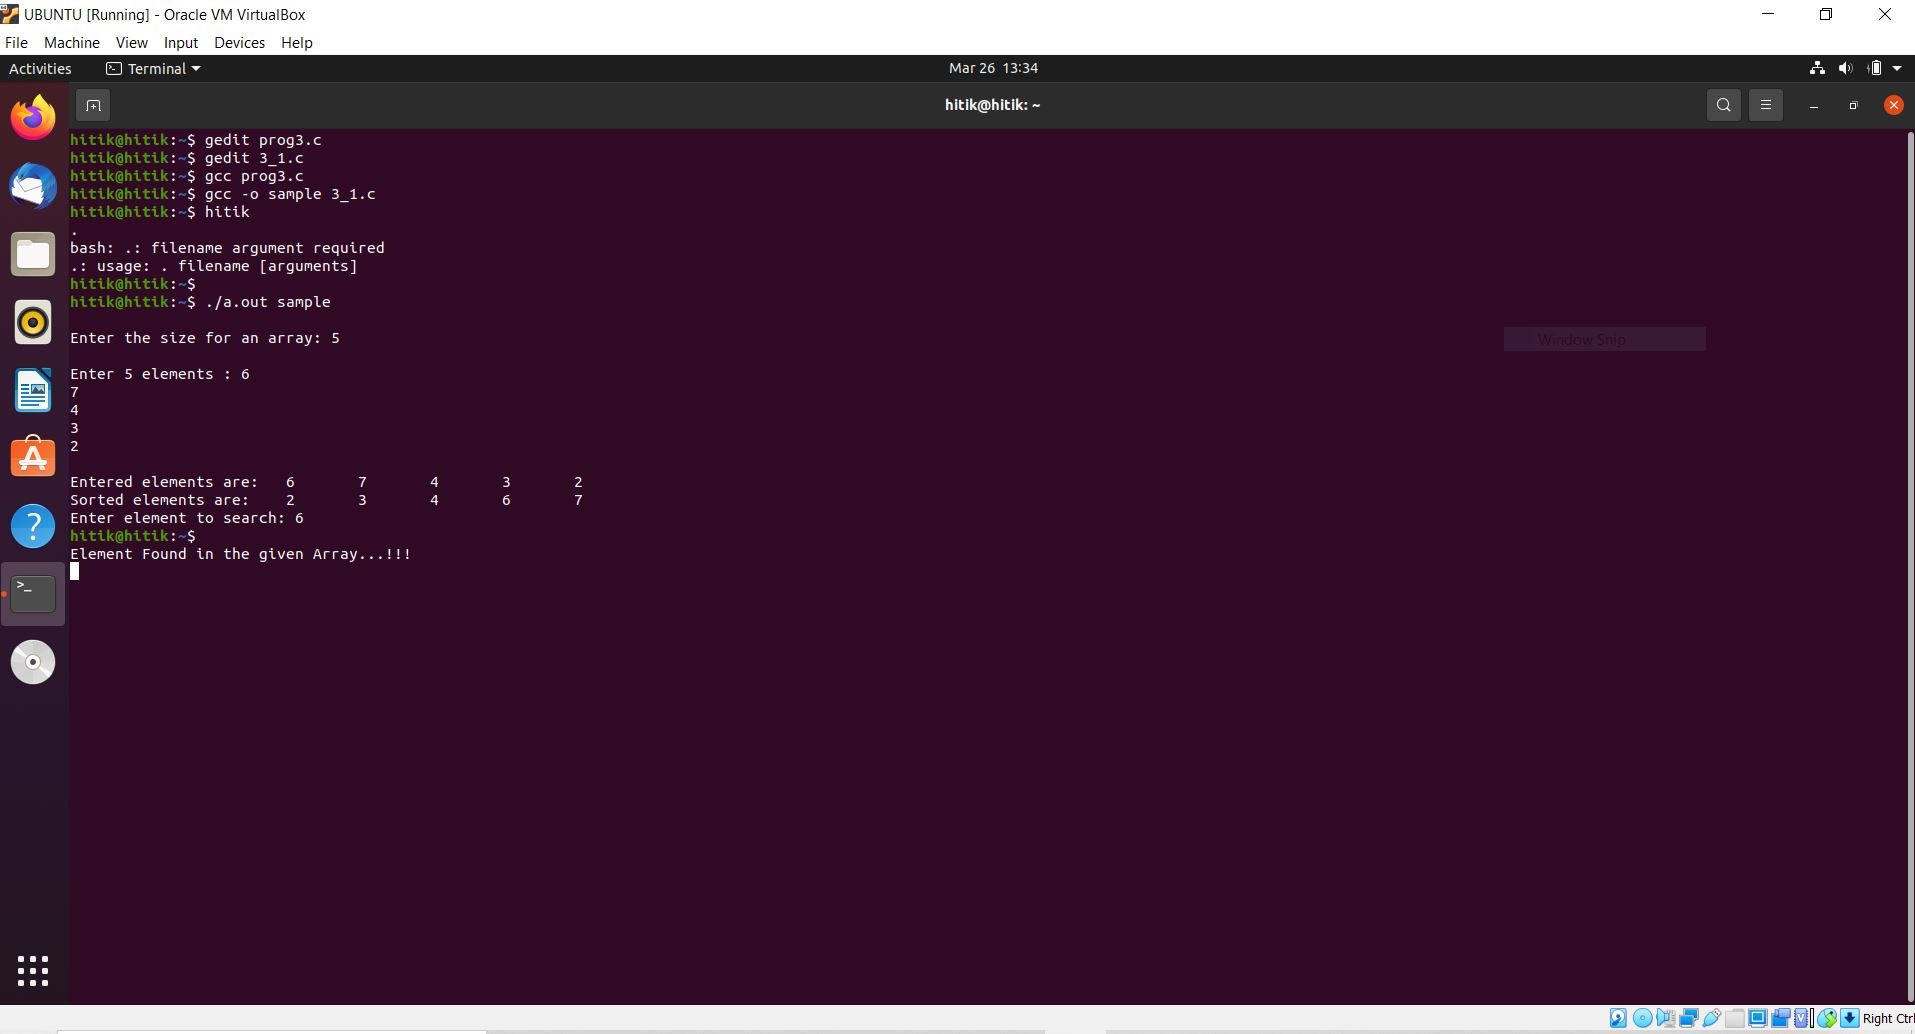 UBUNTU [Running] - Oracle VM VirtualBox
File Machine View Input Devices Help
Activities Terminal Mar 26 13:34
hitik@hitik: ~
hitik@hitik:~$ gedit prog3.c
hitik@hitik:~$ gedit 3_1.c
hitik@hitik:~$ gcc prog3.c
hitik@hitik:~$ gcc -o sample 3_1.c
hitik@hitik:~$ hitik
.
bash: .: filename argument required
.: usage: . filename [arguments]
hitik@hitik:~$
hitik@hitik:~$ ./a.out sample
Enter the size for an array: 5
Window Snip
Enter 5 elements : 6
7
4
3
2
Entered elements are: 6 7 4 3 2
Sorted elements are: 2 3 4 6 7
Enter element to search: 6
hitik@hitik:~$
Element Found in the given Array...!!!
Right Ctrl